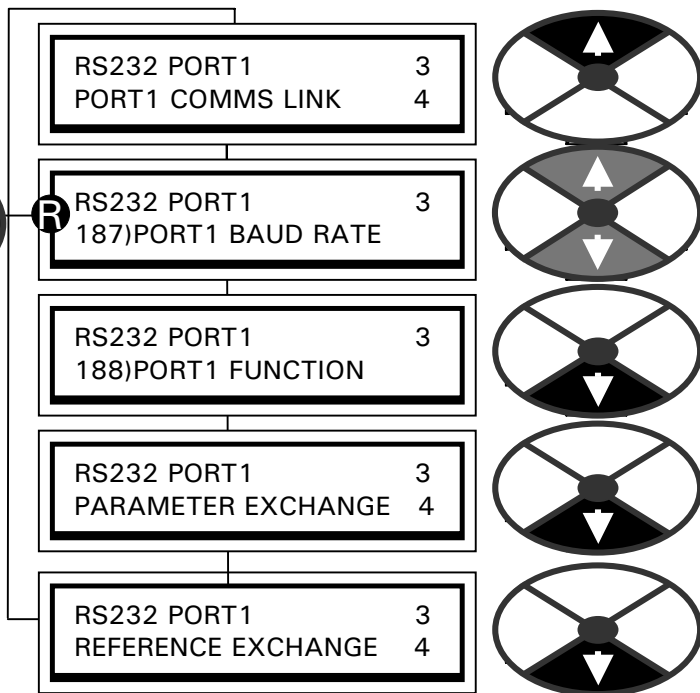 RS232 PORT1 3
PORT1 COMMS LINK 4
R
RS232 PORT1 3
187)PORT1 BAUD RATE
RS232 PORT1 3
188)PORT1 FUNCTION
RS232 PORT1 3
PARAMETER EXCHANGE 4
RS232 PORT1 3
REFERENCE EXCHANGE 4